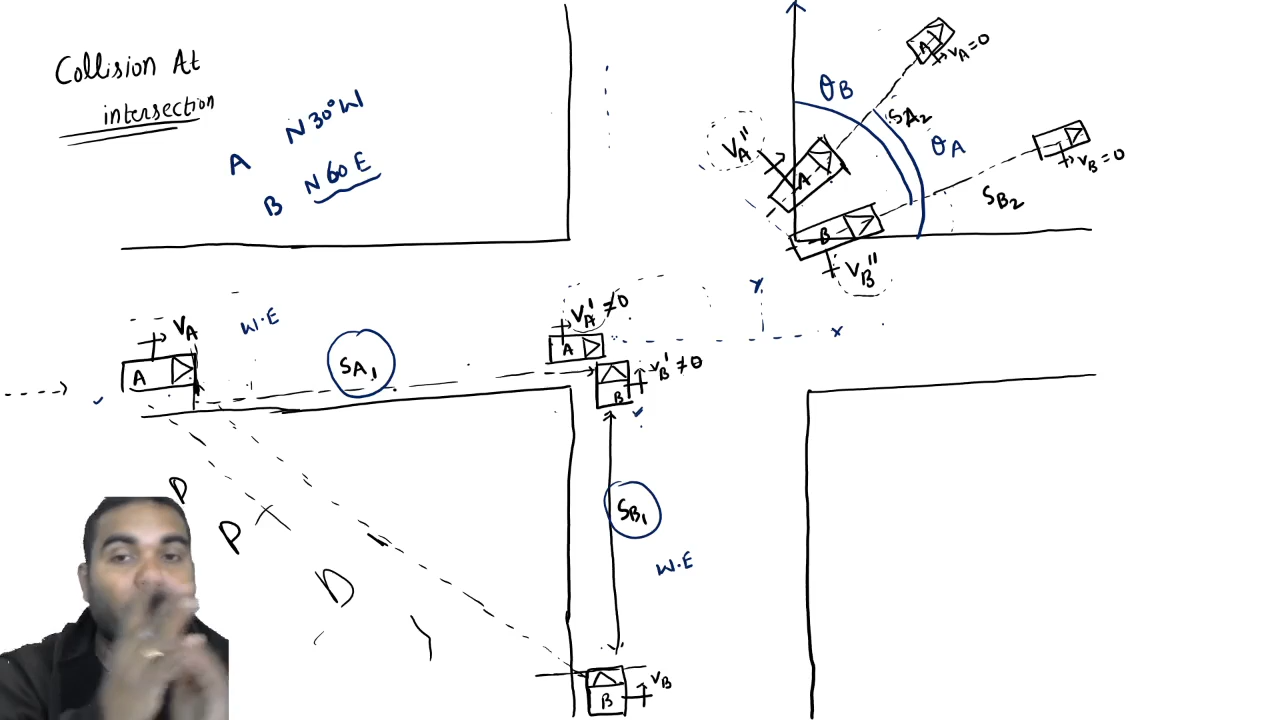 Collision At
intersection
A N30°W
B N60E
θB
A
VA=0
SA2
θA
VA"
A
VB=0
SB2
B
VB"
VA
W.E
A
SA1
VA' ≠0
A
Y
X
VB' ≠0
B
SB1
W.E
P
P
D
VB
B